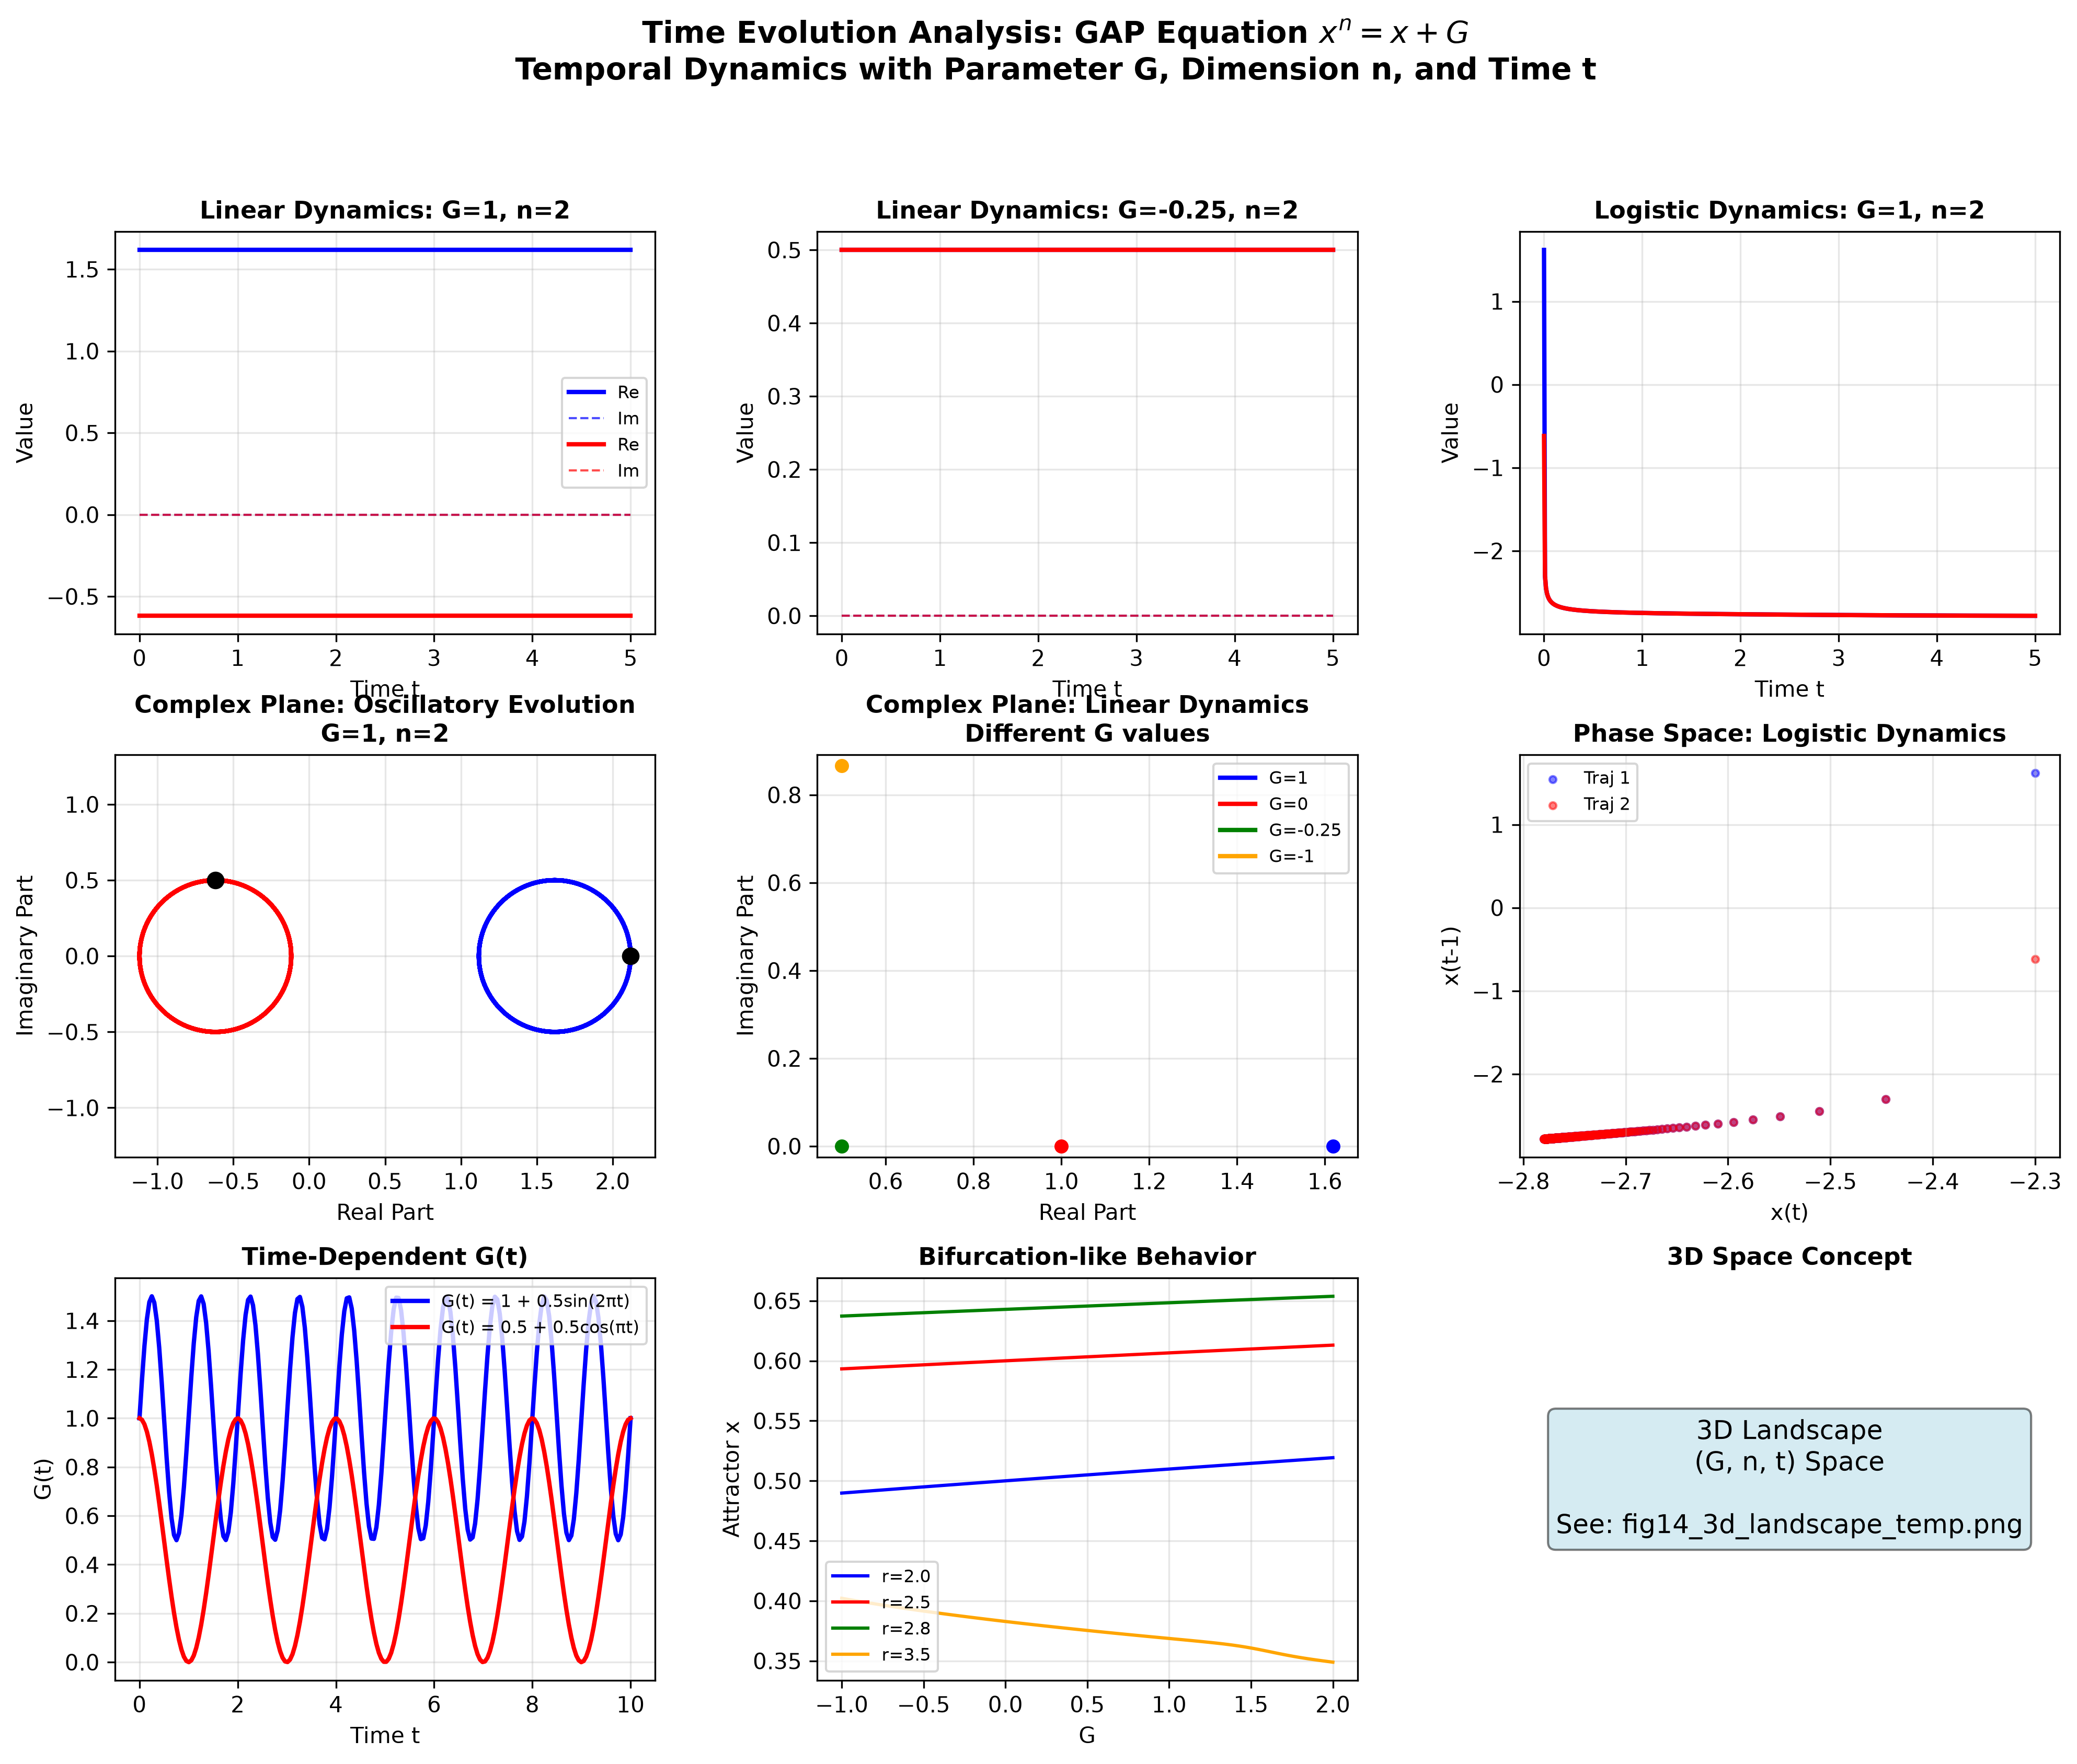 Time Evolution Analysis: GAP Equation xⁿ = x + G
Temporal Dynamics with Parameter G, Dimension n, and Time t
Linear Dynamics: G=1, n=2
Value
1.5
1.0
0.5
0.0
−0.5
Re
Im
Re
Im
0 1 2 3 4 5
Time t
Linear Dynamics: G=-0.25, n=2
Value
0.5
0.4
0.3
0.2
0.1
0.0
0 1 2 3 4 5
Time t
Logistic Dynamics: G=1, n=2
Value
1
0
−1
−2
0 1 2 3 4 5
Time t
Complex Plane: Oscillatory Evolution
G=1, n=2
Imaginary Part
1.0
0.5
0.0
−0.5
−1.0
−1.0 −0.5 0.0 0.5 1.0 1.5 2.0
Real Part
Complex Plane: Linear Dynamics
Different G values
Imaginary Part
0.8
0.6
0.4
0.2
0.0
G=1
G=0
G=-0.25
G=-1
0.6 0.8 1.0 1.2 1.4 1.6
Real Part
Phase Space: Logistic Dynamics
Traj 1
Traj 2
x(t-1)
1
0
−1
−2
−2.8 −2.7 −2.6 −2.5 −2.4 −2.3
x(t)
Time-Dependent G(t)
G(t)
1.4
1.2
1.0
0.8
0.6
0.4
0.2
0.0
G(t) = 1 + 0.5sin(2πt)
G(t) = 0.5 + 0.5cos(πt)
0 2 4 6 8 10
Time t
Bifurcation-like Behavior
Attractor x
0.65
0.60
0.55
0.50
0.45
0.40
0.35
r=2.0
r=2.5
r=2.8
r=3.5
−1.0 −0.5 0.0 0.5 1.0 1.5 2.0
G
3D Space Concept
3D Landscape
(G, n, t) Space
See: fig14_3d_landscape_temp.png